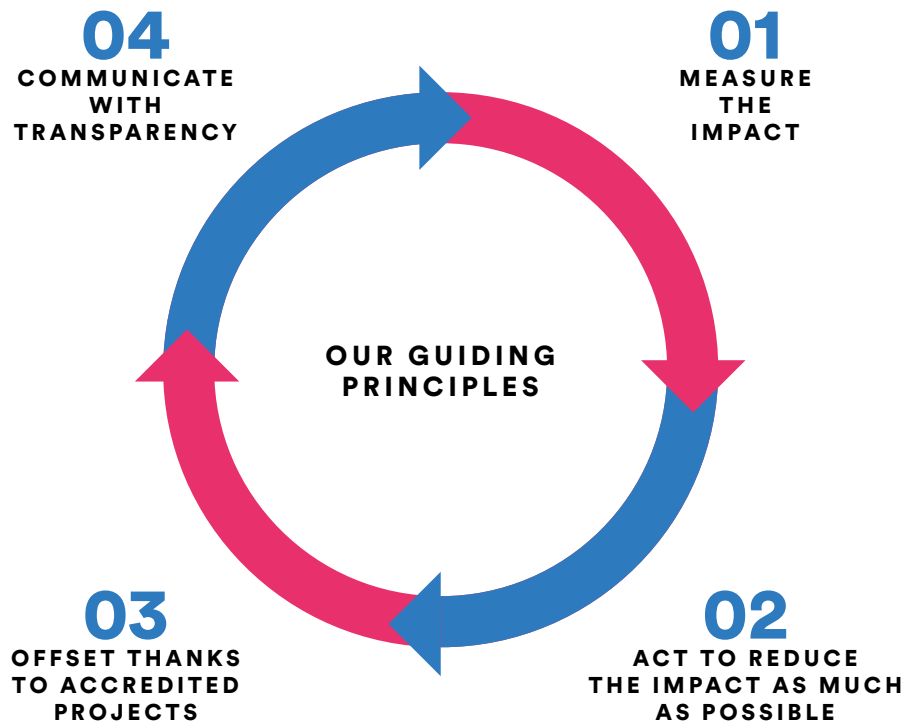 04
COMMUNICATE
WITH
TRANSPARENCY
01
MEASURE
THE
IMPACT
OUR GUIDING
PRINCIPLES
03
OFFSET THANKS
TO ACCREDITED
PROJECTS
02
ACT TO REDUCE
THE IMPACT AS MUCH
AS POSSIBLE